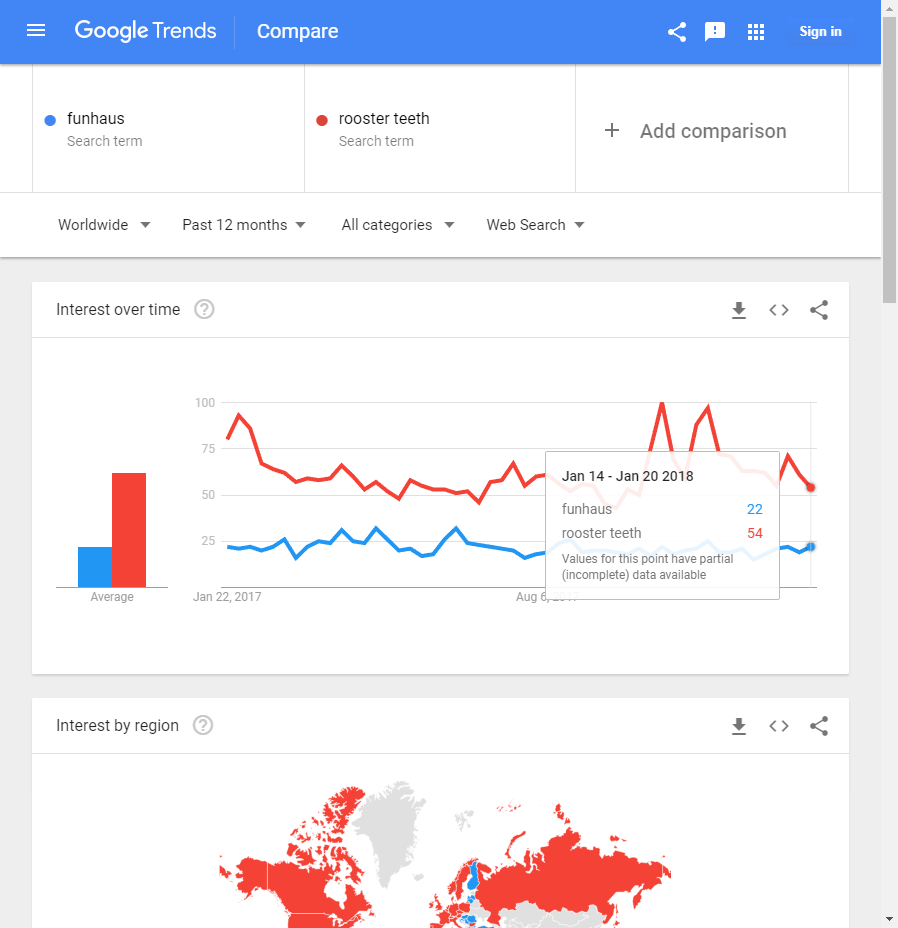 Google Trends Compare Sign in
funhaus
Search term
rooster teeth
Search term
+ Add comparison
Worldwide Past 12 months All categories Web Search
Interest over time ?
100
75
50
25
Average
Jan 22, 2017
Aug 6, 2017
Jan 14 - Jan 20 2018
funhaus 22
rooster teeth 54
Values for this point have partial
(incomplete) data available
Interest by region ?